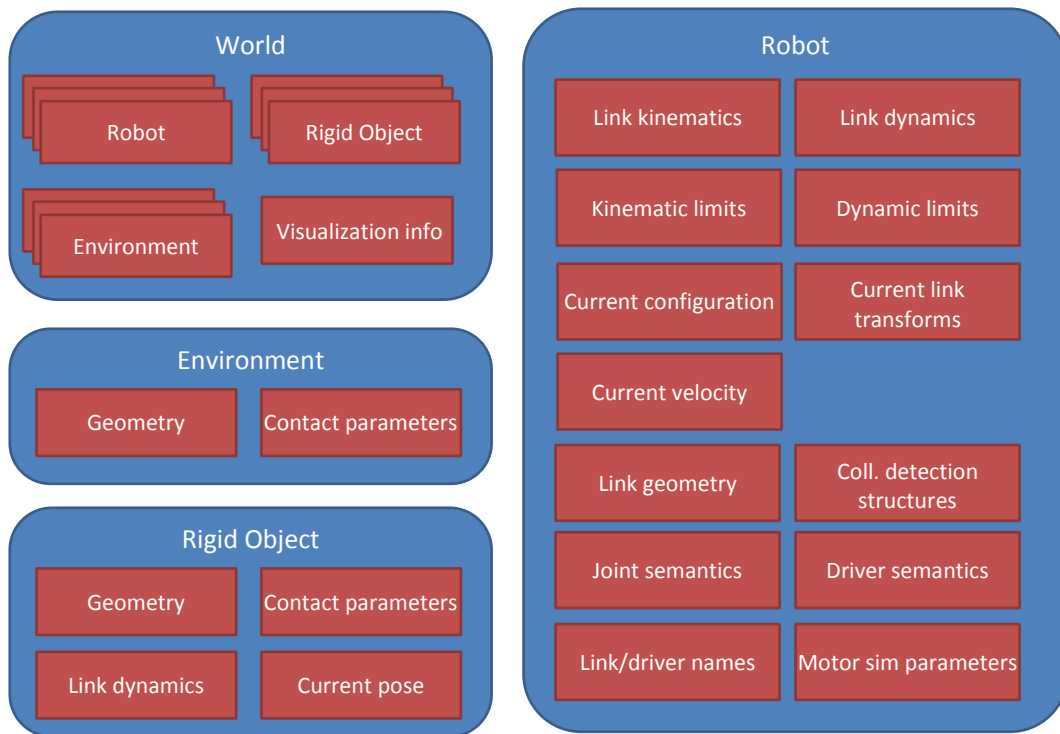 World
Robot
Rigid Object
Environment
Visualization info
Environment
Geometry
Contact parameters
Rigid Object
Geometry
Contact parameters
Link dynamics
Current pose
Robot
Link kinematics
Link dynamics
Kinematic limits
Dynamic limits
Current configuration
Current link
transforms
Current velocity
Link geometry
Coll. detection
structures
Joint semantics
Driver semantics
Link/driver names
Motor sim parameters